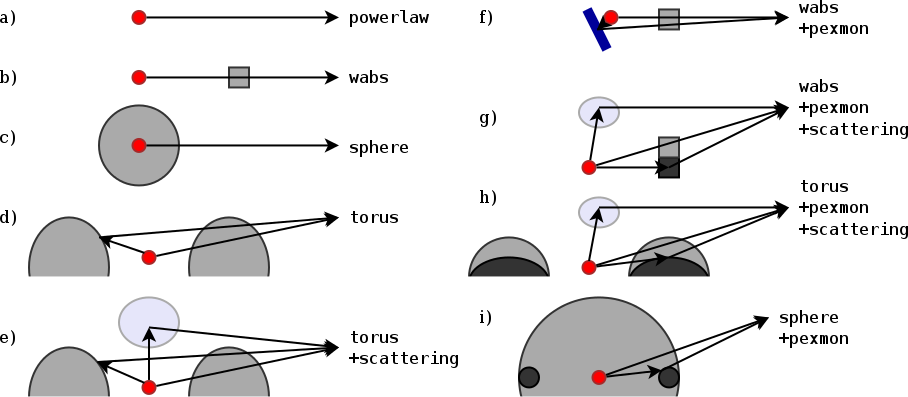 a)
powerlaw
b)
wabs
c)
sphere
d)
torus
e)
torus
+scattering
f)
wabs
+pexmon
g)
wabs
+pexmon
+scattering
h)
torus
+pexmon
+scattering
i)
sphere
+pexmon